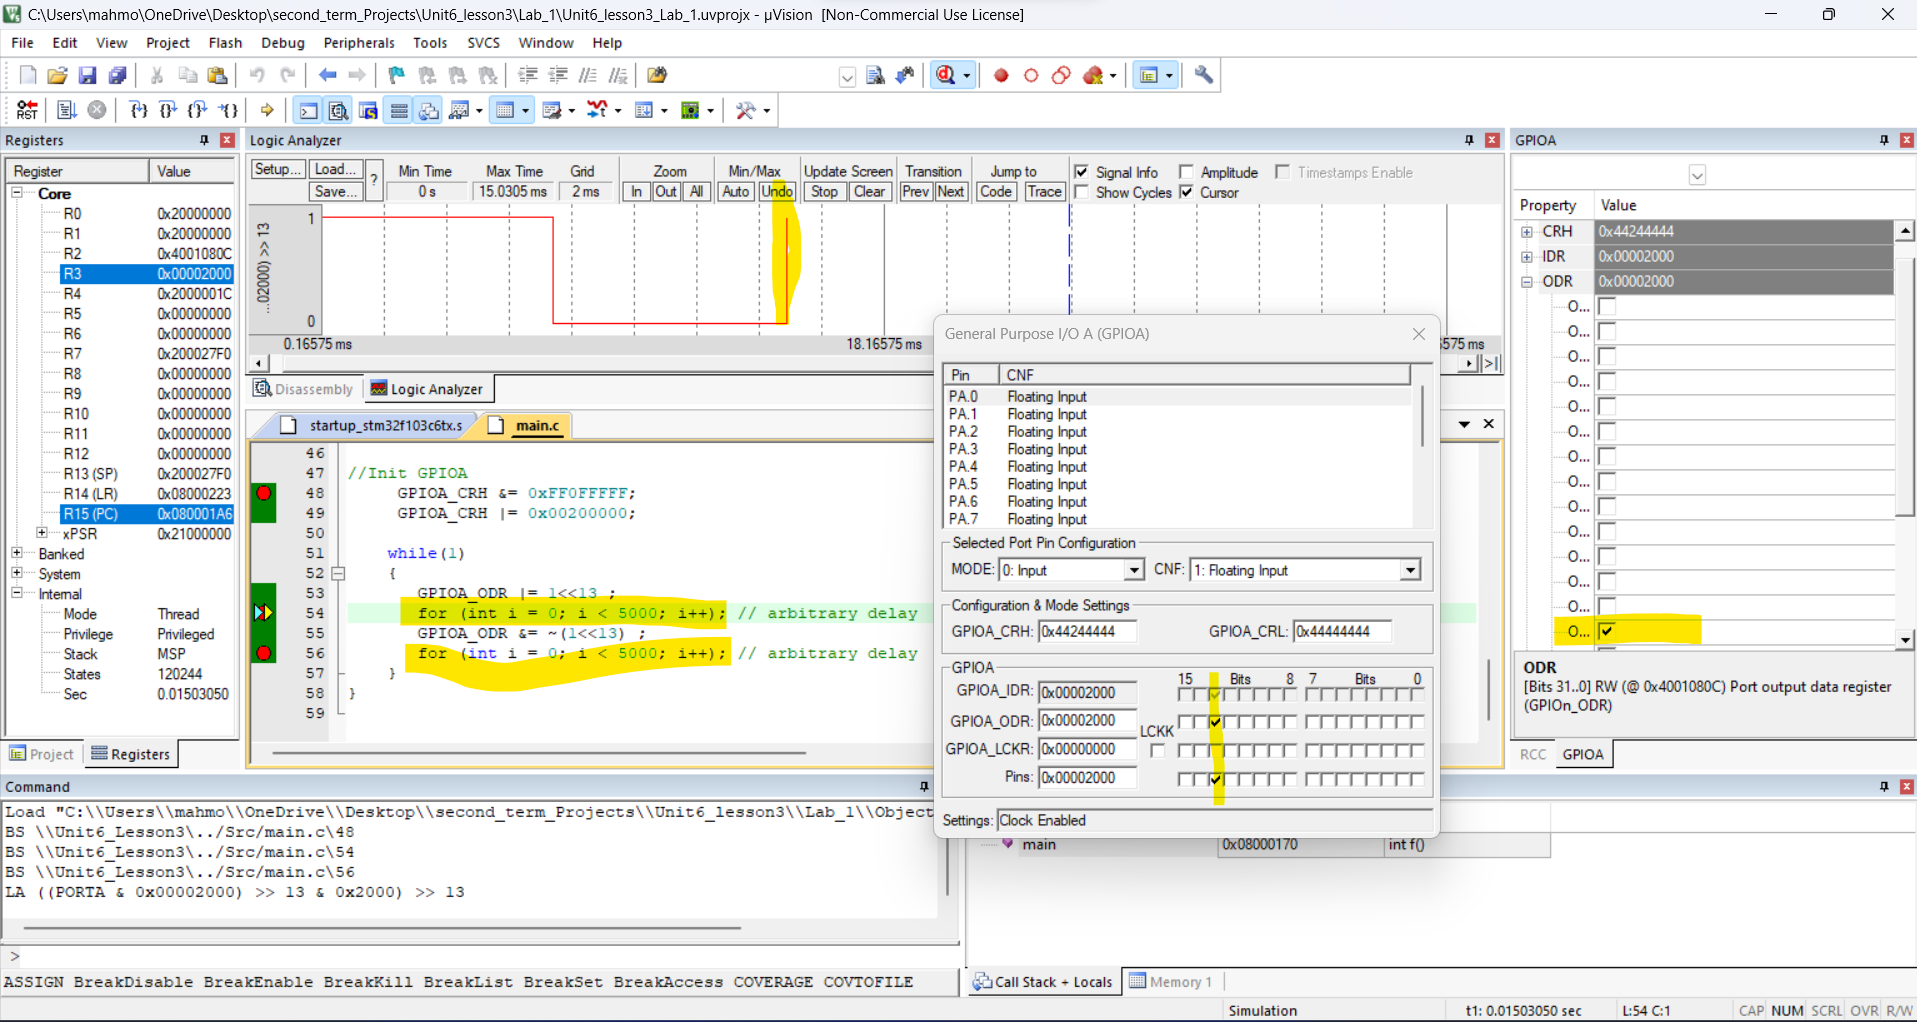 C:\Users\mahmo\OneDrive\Desktop\second_term_Projects\Unit6_lesson3\Lab_1\Unit6_lesson3_Lab_1.uvprojx - µVision [Non-Commercial Use License]
File Edit View Project Flash Debug Peripherals Tools SVCS Window Help
Registers
Register Value
Core
R0 0x20000000
R1 0x20000000
R2 0x4001080C
R3 0x00002000
R4 0x2000001C
R5 0x00000000
R6 0x00000000
R7 0x200027F0
R8 0x00000000
R9 0x00000000
R10 0x00000000
R11 0x00000000
R12 0x00000000
R13 (SP) 0x200027F0
R14 (LR) 0x08000223
R15 (PC) 0x080001A6
xPSR 0x21000000
Banked
System
Internal
Mode Thread
Privilege Privileged
Stack MSP
States 120244
Sec 0.01503050
Project Registers
Logic Analyzer
Setup... Load... Save... ?
Min Time 0 s
Max Time 15.0305 ms
Grid 2 ms
Zoom In Out All
Min/Max Auto Undo
Update Screen Stop Clear
Transition Prev Next
Jump to Code Trace
Signal Info Amplitude Timestamps Enable
Show Cycles Cursor
...02000) >> 13
1
0
0.16575 ms 18.16575 ms 6575 ms
Disassembly Logic Analyzer
startup_stm32f103c6tx.s main.c
46
47 //Init GPIOA
48 GPIOA_CRH &= 0xFF0FFFFF;
49 GPIOA_CRH |= 0x00200000;
50
51 while(1)
52 {
53 GPIOA_ODR |= 1<<13 ;
54 for (int i = 0; i < 5000; i++); // arbitrary delay
55 GPIOA_ODR &= ~(1<<13) ;
56 for (int i = 0; i < 5000; i++); // arbitrary delay
57 }
58 }
59
General Purpose I/O A (GPIOA)
Pin CNF
PA.0 Floating Input
PA.1 Floating Input
PA.2 Floating Input
PA.3 Floating Input
PA.4 Floating Input
PA.5 Floating Input
PA.6 Floating Input
PA.7 Floating Input
Selected Port Pin Configuration
MODE: 0: Input CNF: 1: Floating Input
Configuration & Mode Settings
GPIOA_CRH: 0x44244444 GPIOA_CRL: 0x44444444
GPIOA
15 Bits 8 7 Bits 0
GPIOA_IDR: 0x00002000
GPIOA_ODR: 0x00002000
LCKK
GPIOA_LCKR: 0x00000000
Pins: 0x00002000
Settings: Clock Enabled
GPIOA
Property Value
CRH 0x44244444
IDR 0x00002000
ODR 0x00002000
O...
O...
O...
O...
O...
O...
O...
O...
O...
O...
O...
O...
O...
O...
ODR
[Bits 31..0] RW (@ 0x4001080C) Port output data register
(GPIOn_ODR)
RCC GPIOA
Command
Load "C:\\Users\\mahmo\\OneDrive\\Desktop\\second_term_Projects\\Unit6_lesson3\\Lab_1\\Object
BS \\Unit6_Lesson3\../Src/main.c\48
BS \\Unit6_Lesson3\../Src/main.c\54
BS \\Unit6_Lesson3\../Src/main.c\56
LA ((PORTA & 0x00002000) >> 13 & 0x2000) >> 13
>
ASSIGN BreakDisable BreakEnable BreakKill BreakList BreakSet BreakAccess COVERAGE COVTOFILE
main 0x08000170 int f()
Call Stack + Locals Memory 1
Simulation t1: 0.01503050 sec L:54 C:1 CAP NUM SCRL OVR R/W